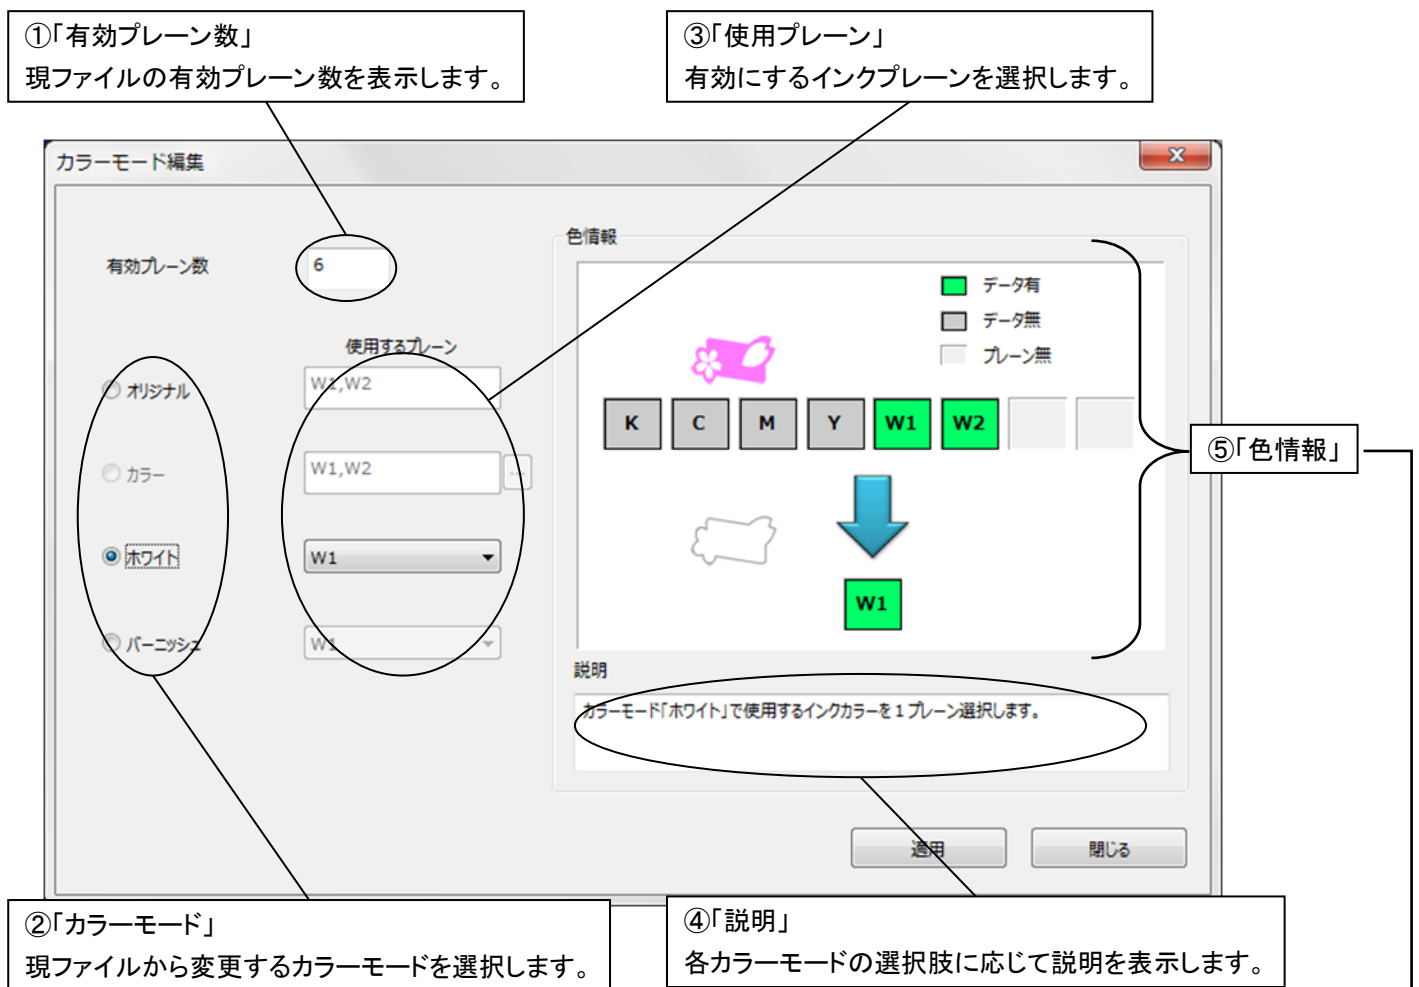 ①「有効プレーン数」
現ファイルの有効プレーン数を表示します。
③「使用プレーン」
有効にするインクプレーンを選択します。
カラーモード編集
有効プレーン数
6
使用するプレーン
オリジナル
W1,W2
カラー
W1,W2
...
ホワイト
W1
バーニッシュ
W1
色情報
データ有
データ無
プレーン無
K C M Y W1 W2
W1
説明
カラーモード「ホワイト」で使用するインクカラーを1プレーン選択します。
適用
閉じる
⑤「色情報」
②「カラーモード」
現ファイルから変更するカラーモードを選択します。
④「説明」
各カラーモードの選択肢に応じて説明を表示します。